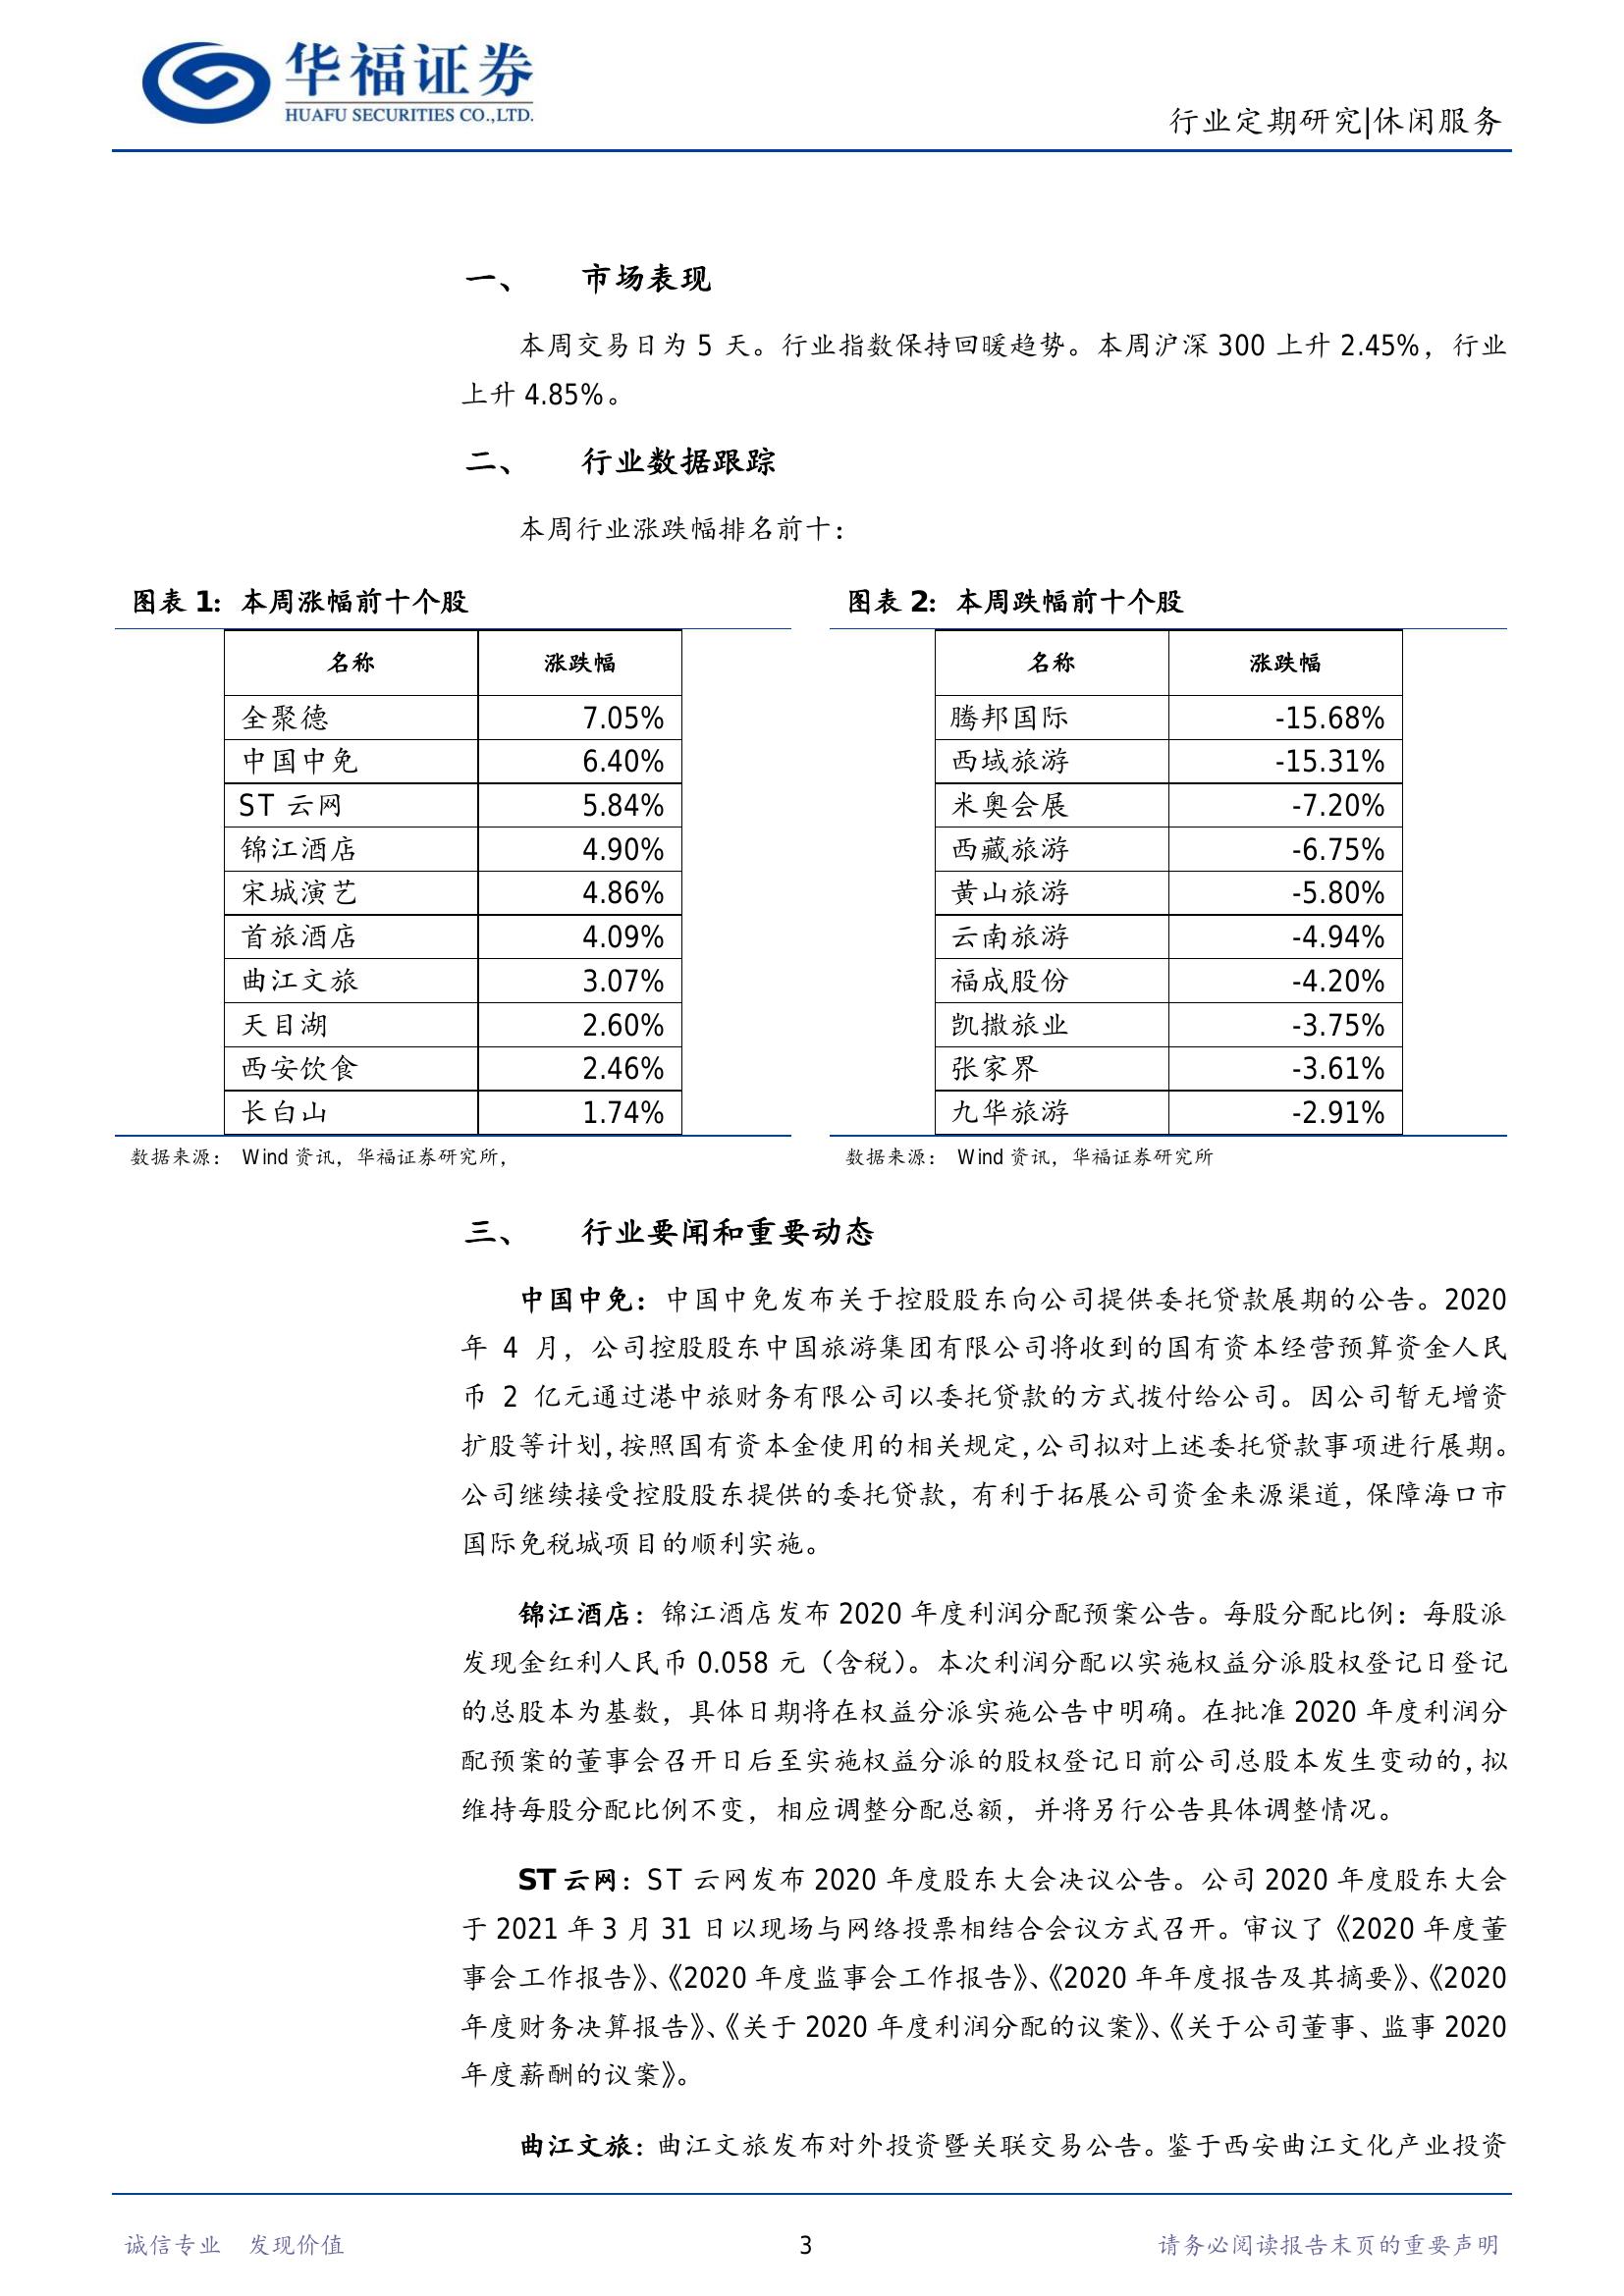 华福证券
HUAFU SECURITIES CO.,LTD.
行业定期研究|休闲服务
一、 市场表现
本周交易日为 5 天。行业指数保持回暖趋势。本周沪深 300 上升 2.45%，行业
上升 4.85%。
二、 行业数据跟踪
本周行业涨跌幅排名前十：
图表 1：本周涨幅前十个股
名称 涨跌幅
全聚德 7.05%
中国中免 6.40%
ST 云网 5.84%
锦江酒店 4.90%
宋城演艺 4.86%
首旅酒店 4.09%
曲江文旅 3.07%
天目湖 2.60%
西安饮食 2.46%
长白山 1.74%
数据来源： Wind 资讯，华福证券研究所，
图表 2：本周跌幅前十个股
名称 涨跌幅
腾邦国际 -15.68%
西域旅游 -15.31%
米奥会展 -7.20%
西藏旅游 -6.75%
黄山旅游 -5.80%
云南旅游 -4.94%
福成股份 -4.20%
凯撒旅业 -3.75%
张家界 -3.61%
九华旅游 -2.91%
数据来源： Wind 资讯，华福证券研究所
三、 行业要闻和重要动态
中国中免：中国中免发布关于控股股东向公司提供委托贷款展期的公告。2020
年 4 月，公司控股股东中国旅游集团有限公司将收到的国有资本经营预算资金人民
币 2 亿元通过港中旅财务有限公司以委托贷款的方式拨付给公司。因公司暂无增资
扩股等计划，按照国有资本金使用的相关规定，公司拟对上述委托贷款事项进行展期。
公司继续接受控股股东提供的委托贷款，有利于拓展公司资金来源渠道，保障海口市
国际免税城项目的顺利实施。
锦江酒店：锦江酒店发布 2020 年度利润分配预案公告。每股分配比例：每股派
发现金红利人民币 0.058 元（含税）。本次利润分配以实施权益分派股权登记日登记
的总股本为基数，具体日期将在权益分派实施公告中明确。在批准 2020 年度利润分
配预案的董事会召开日后至实施权益分派的股权登记日前公司总股本发生变动的，拟
维持每股分配比例不变，相应调整分配总额，并将另行公告具体调整情况。
ST 云网：ST 云网发布 2020 年度股东大会决议公告。公司 2020 年度股东大会
于 2021 年 3 月 31 日以现场与网络投票相结合会议方式召开。审议了《2020 年度董
事会工作报告》、《2020 年度监事会工作报告》、《2020 年年度报告及其摘要》、《2020
年度财务决算报告》、《关于 2020 年度利润分配的议案》、《关于公司董事、监事 2020
年度薪酬的议案》。
曲江文旅：曲江文旅发布对外投资暨关联交易公告。鉴于西安曲江文化产业投资
诚信专业 发现价值
3
请务必阅读报告末页的重要声明